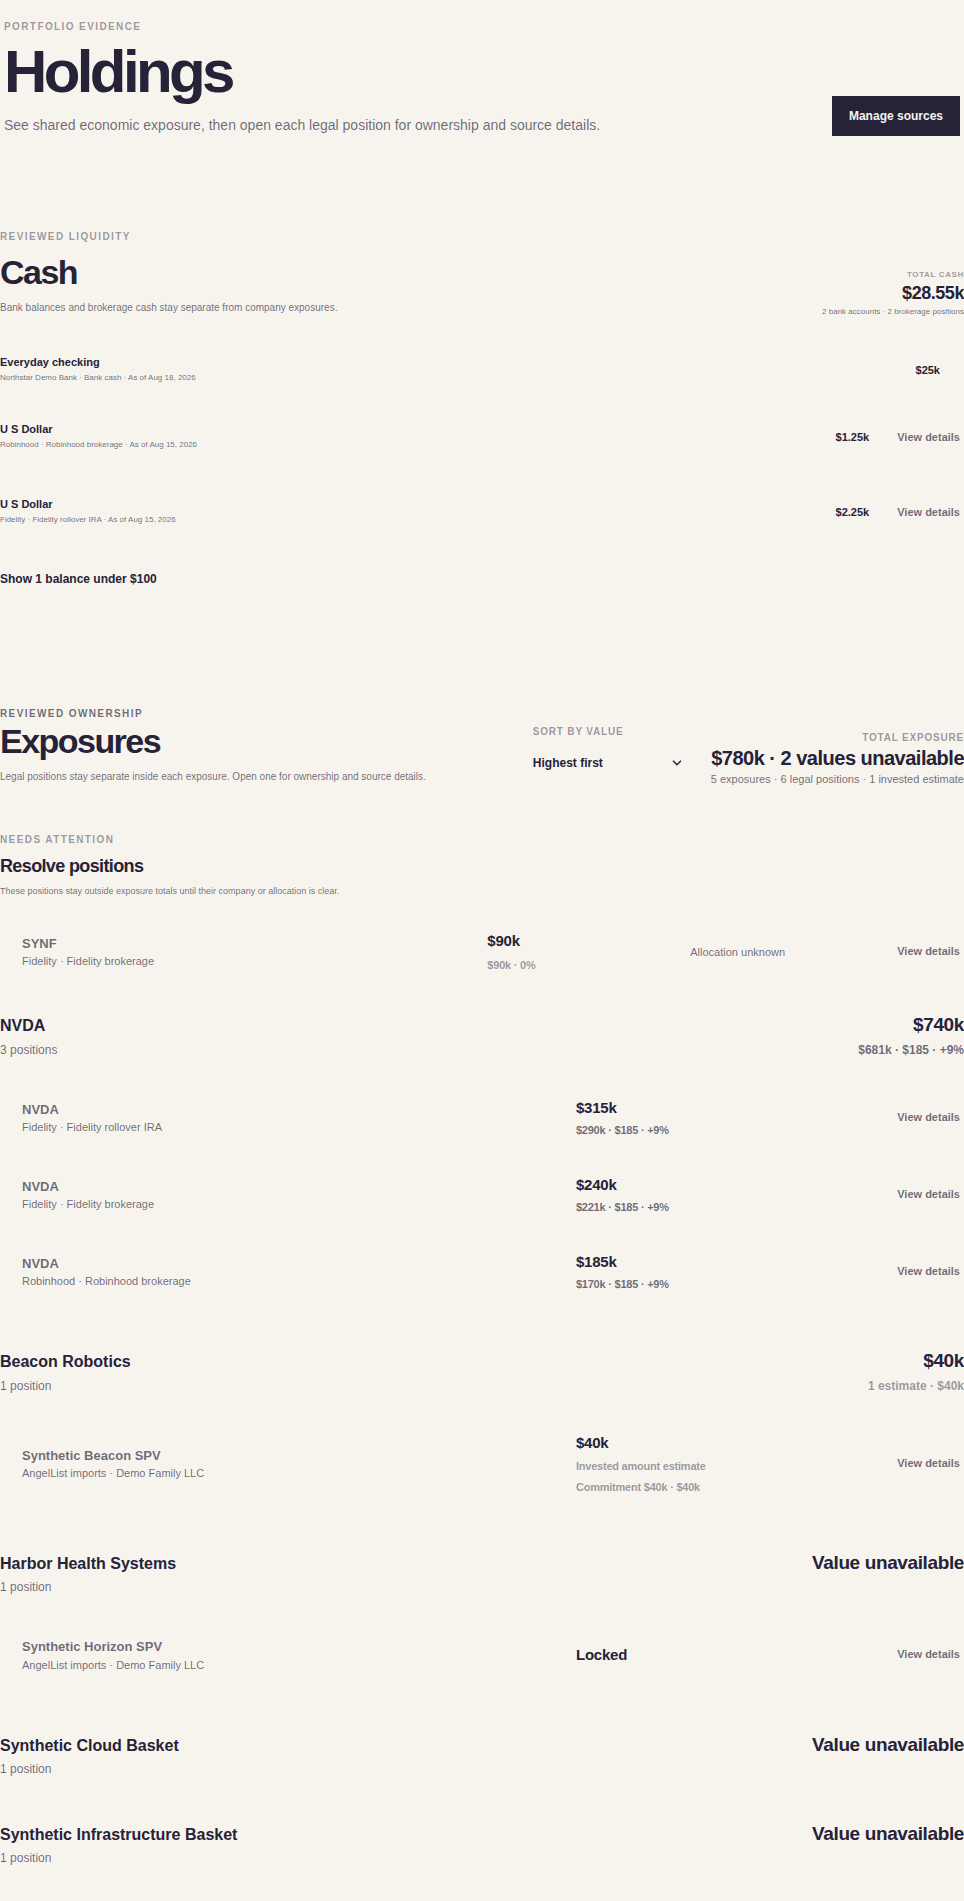 PORTFOLIO EVIDENCE
Holdings
See shared economic exposure, then open each legal position for ownership and source details.
Manage sources
REVIEWED LIQUIDITY
Cash
Bank balances and brokerage cash stay separate from company exposures.
TOTAL CASH
$28.55k
2 bank accounts · 2 brokerage positions
Everyday checking
Northstar Demo Bank · Bank cash · As of Aug 18, 2026
$25k
U S Dollar
Robinhood · Robinhood brokerage · As of Aug 15, 2026
$1.25k
View details
U S Dollar
Fidelity · Fidelity rollover IRA · As of Aug 15, 2026
$2.25k
View details
Show 1 balance under $100
REVIEWED OWNERSHIP
Exposures
Legal positions stay separate inside each exposure. Open one for ownership and source details.
SORT BY VALUE
Highest first
TOTAL EXPOSURE
$780k · 2 values unavailable
5 exposures · 6 legal positions · 1 invested estimate
NEEDS ATTENTION
Resolve positions
These positions stay outside exposure totals until their company or allocation is clear.
SYNF
Fidelity · Fidelity brokerage
$90k
$90k · 0%
Allocation unknown
View details
NVDA
3 positions
$740k
$681k · $185 · +9%
NVDA
Fidelity · Fidelity rollover IRA
$315k
$290k · $185 · +9%
View details
NVDA
Fidelity · Fidelity brokerage
$240k
$221k · $185 · +9%
View details
NVDA
Robinhood · Robinhood brokerage
$185k
$170k · $185 · +9%
View details
Beacon Robotics
1 position
$40k
1 estimate · $40k
Synthetic Beacon SPV
AngelList imports · Demo Family LLC
$40k
Invested amount estimate
Commitment $40k · $40k
View details
Harbor Health Systems
1 position
Value unavailable
Synthetic Horizon SPV
AngelList imports · Demo Family LLC
Locked
View details
Synthetic Cloud Basket
1 position
Value unavailable
Synthetic Infrastructure Basket
1 position
Value unavailable